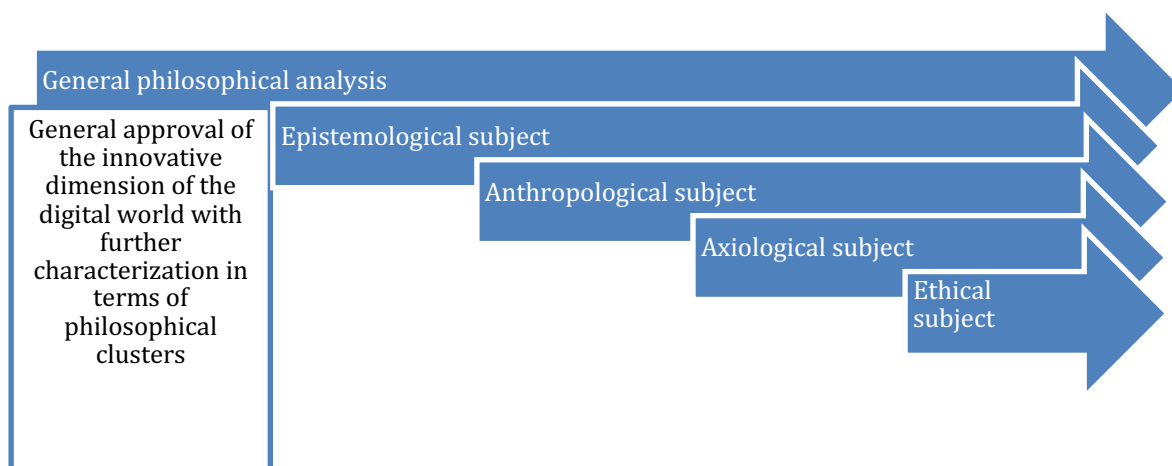 General philosophical analysis
General approval of
the innovative
dimension of the
digital world with
further
characterization in
terms of
philosophical
clusters
Epistemological subject
Anthropological subject
Axiological subject
Ethical
subject